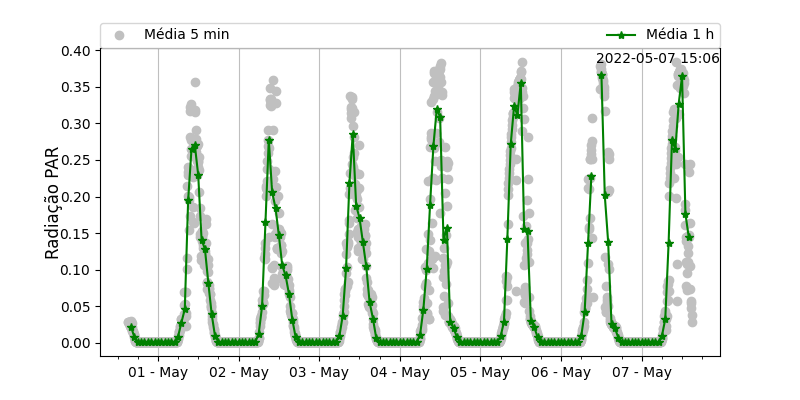 Média 5 min
Média 1 h
2022-05-07 15:06
Radiação PAR
0.40
0.35
0.30
0.25
0.20
0.15
0.10
0.05
0.00
01 - May
02 - May
03 - May
04 - May
05 - May
06 - May
07 - May